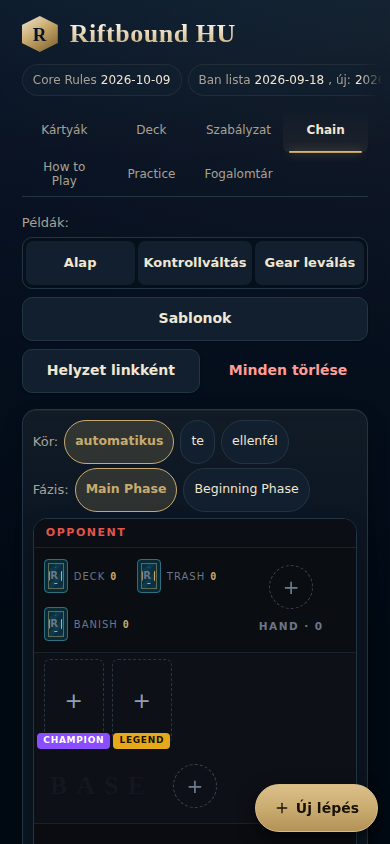 R Riftbound HU
Core Rules 2026-10-09 Ban lista 2026-09-18 , új: 202
Kártyák Deck Szabályzat Chain
How to Play Practice Fogalomtár
Példák:
Alap Kontrollváltás Gear leválás
Sablonok
Helyzet linkként Minden törlése
Kör: automatikus te ellenfél
Fázis: Main Phase Beginning Phase
OPPONENT
R DECK 0 R TRASH 0
R BANISH 0
HAND · 0
CHAMPION LEGEND
BASE
+ Új lépés